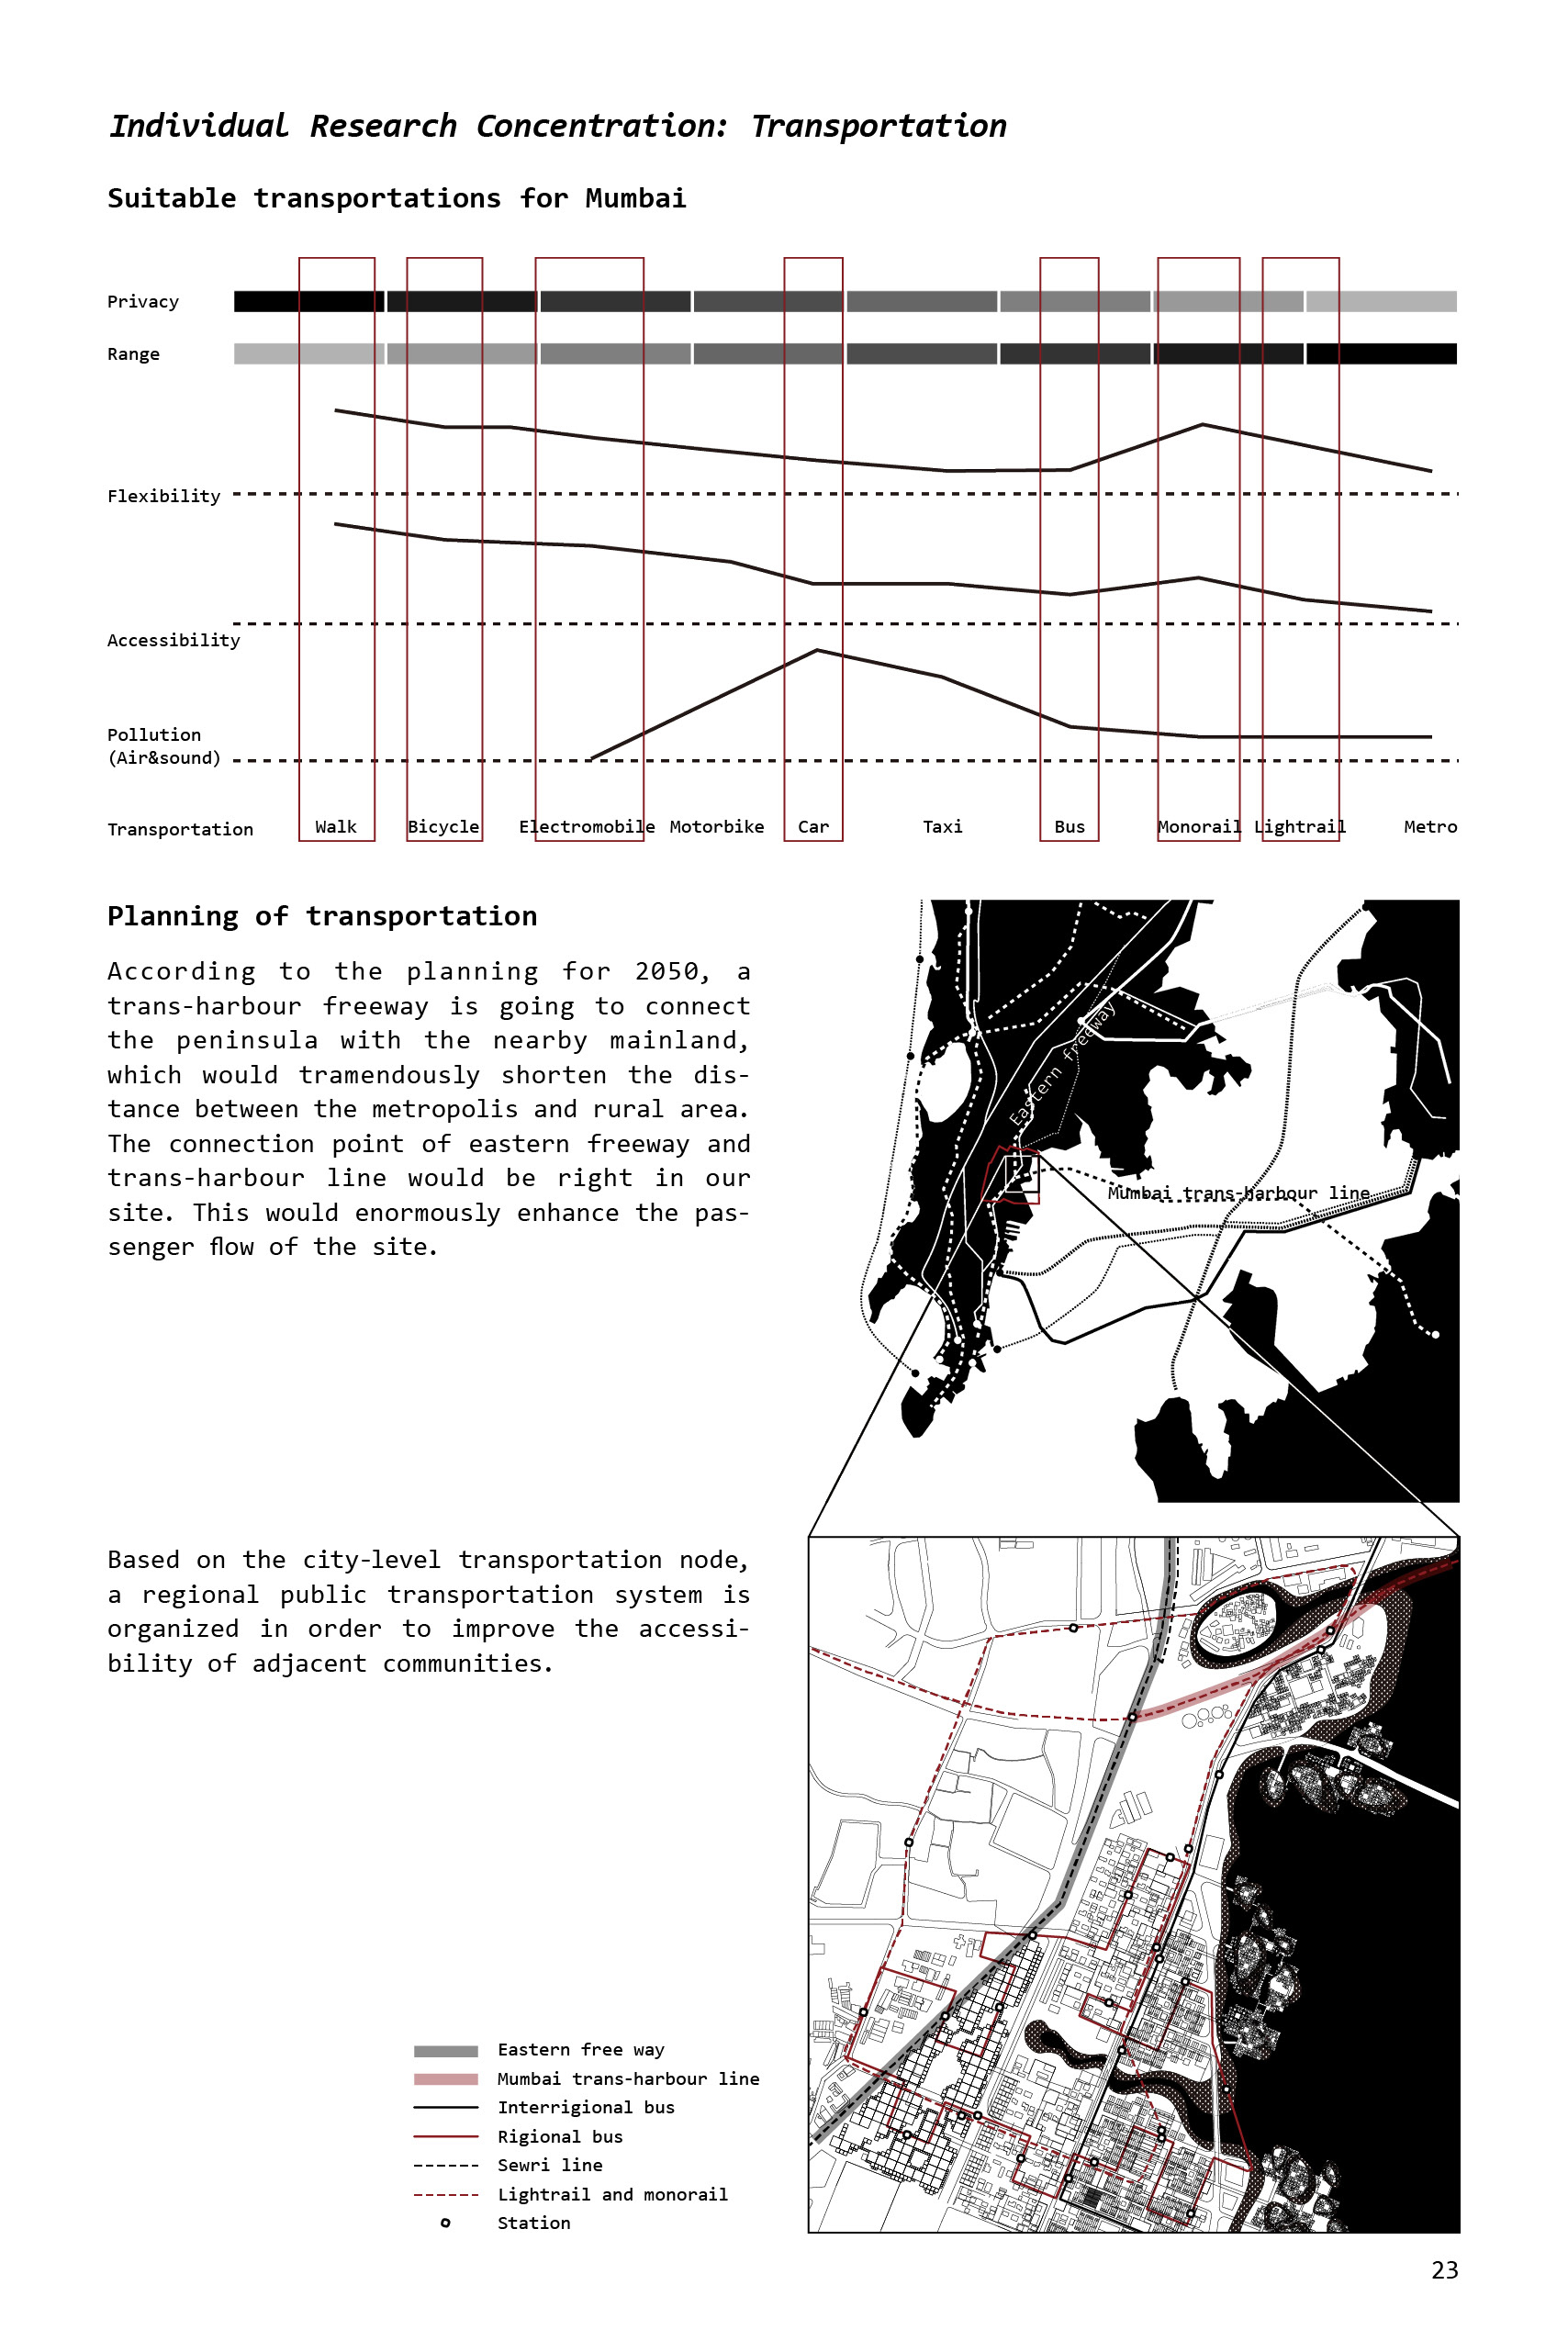 Individual Research Concentration: Transportation
Suitable transportations for Mumbai
Privacy
Range
Flexibility
Accessibility
Pollution
(Air&sound)
Transportation Walk Bicycle Electromobile Motorbike Car Taxi Bus Monorail Lightrail Metro
Planning of transportation
According to the planning for 2050, a
trans-harbour freeway is going to connect
the peninsula with the nearby mainland,
which would tramendously shorten the dis-
tance between the metropolis and rural area.
The connection point of eastern freeway and
trans-harbour line would be right in our
site. This would enormously enhance the pas-
senger flow of the site.
Eastern freeway
Mumbai trans-harbour line
Based on the city-level transportation node,
a regional public transportation system is
organized in order to improve the accessi-
bility of adjacent communities.
Eastern free way
Mumbai trans-harbour line
Interrigional bus
Rigional bus
Sewri line
Lightrail and monorail
Station
23